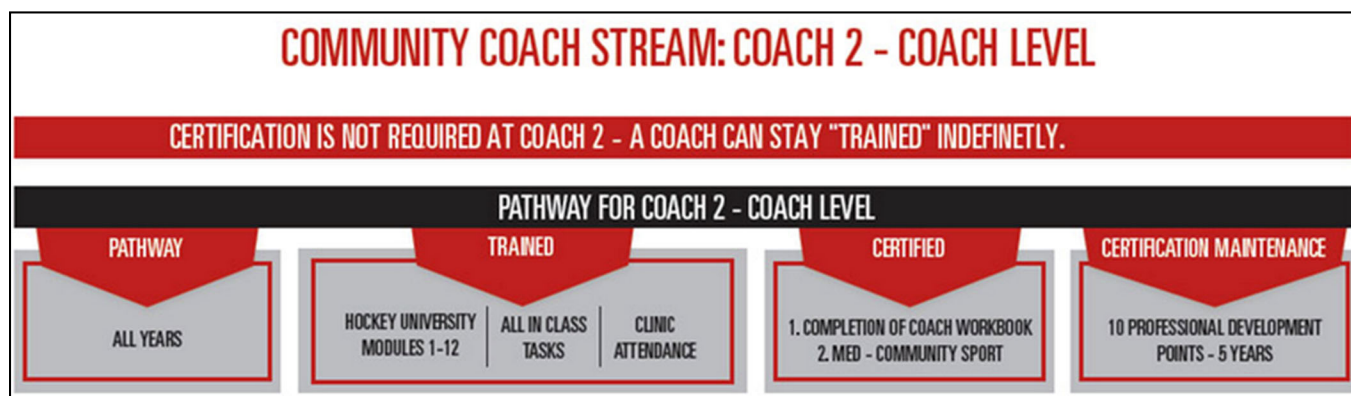 COMMUNITY COACH STREAM: COACH 2 - COACH LEVEL
CERTIFICATION IS NOT REQUIRED AT COACH 2 - A COACH CAN STAY "TRAINED" INDEFINETLY.
PATHWAY FOR COACH 2 - COACH LEVEL
PATHWAY
ALL YEARS
TRAINED
HOCKEY UNIVERSITY
MODULES 1-12
ALL IN CLASS
TASKS
CLINIC
ATTENDANCE
CERTIFIED
1. COMPLETION OF COACH WORKBOOK
2. MED - COMMUNITY SPORT
CERTIFICATION MAINTENANCE
10 PROFESSIONAL DEVELOPMENT
POINTS - 5 YEARS